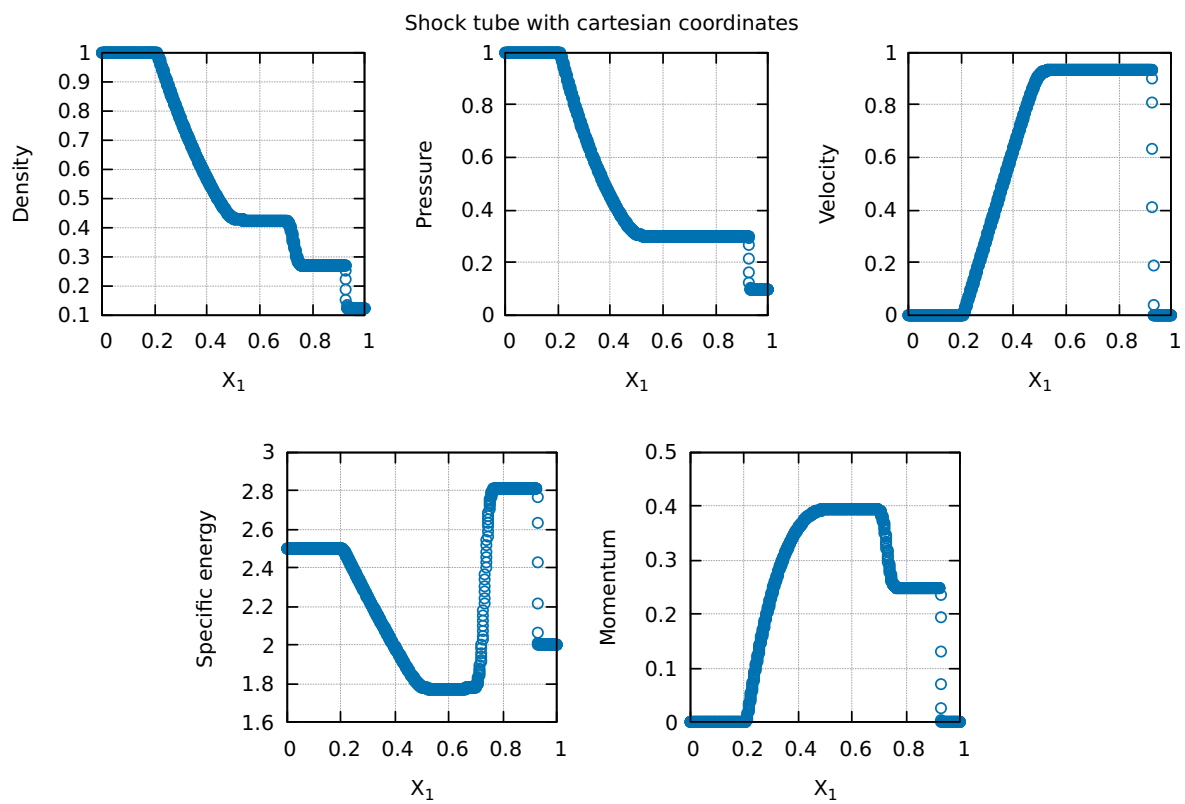 Shock tube with cartesian coordinates
Density
1
0.9
0.8
0.7
0.6
0.5
0.4
0.3
0.2
0.1
0 0.2 0.4 0.6 0.8 1
X₁
Pressure
1
0.8
0.6
0.4
0.2
0
0 0.2 0.4 0.6 0.8 1
X₁
Velocity
1
0.8
0.6
0.4
0.2
0
0 0.2 0.4 0.6 0.8 1
X₁
Specific energy
3
2.8
2.6
2.4
2.2
2
1.8
1.6
0 0.2 0.4 0.6 0.8 1
X₁
Momentum
0.5
0.4
0.3
0.2
0.1
0
0 0.2 0.4 0.6 0.8 1
X₁